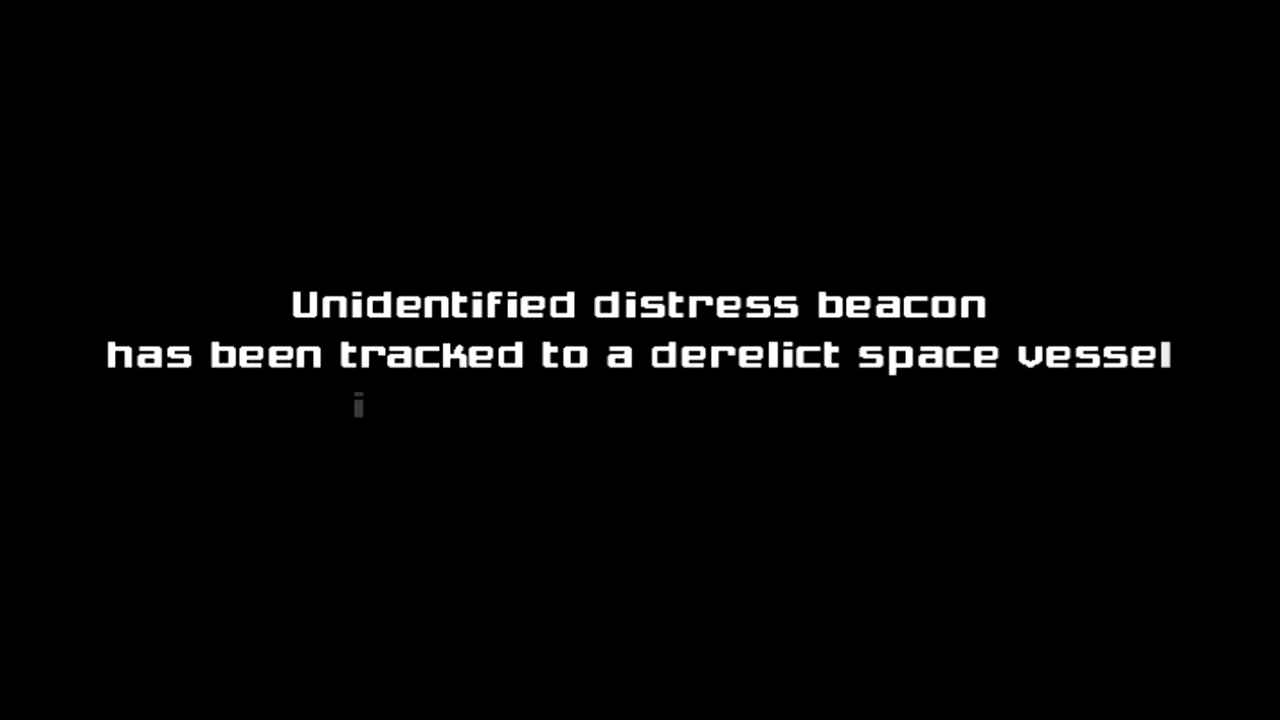 Unidentified distress beacon
has been tracked to a derelict space vessel
i